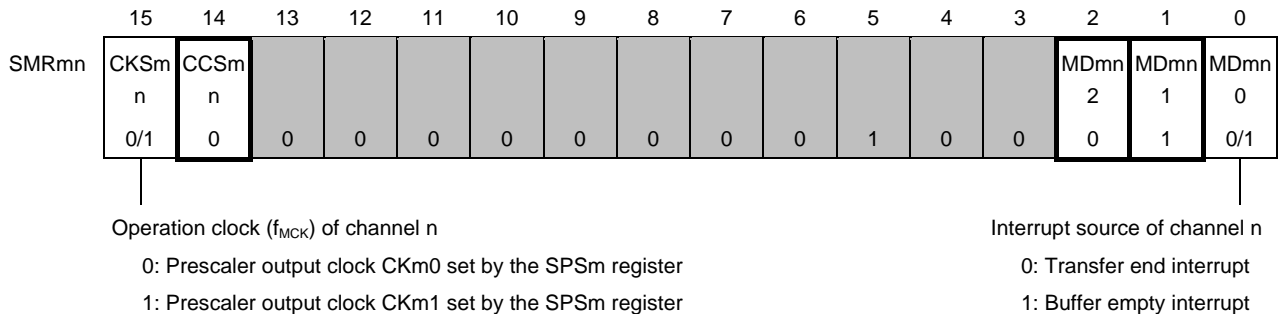 15 14 13 12 11 10 9 8 7 6 5 4 3 2 1 0
SMRmn CKSm CCSm MDmn MDmn MDmn
n n 2 1 0
0/1 0 0 0 0 0 0 0 0 0 1 0 0 0 1 0/1
Operation clock (fMCK) of channel n Interrupt source of channel n
0: Prescaler output clock CKm0 set by the SPSm register 0: Transfer end interrupt
1: Prescaler output clock CKm1 set by the SPSm register 1: Buffer empty interrupt